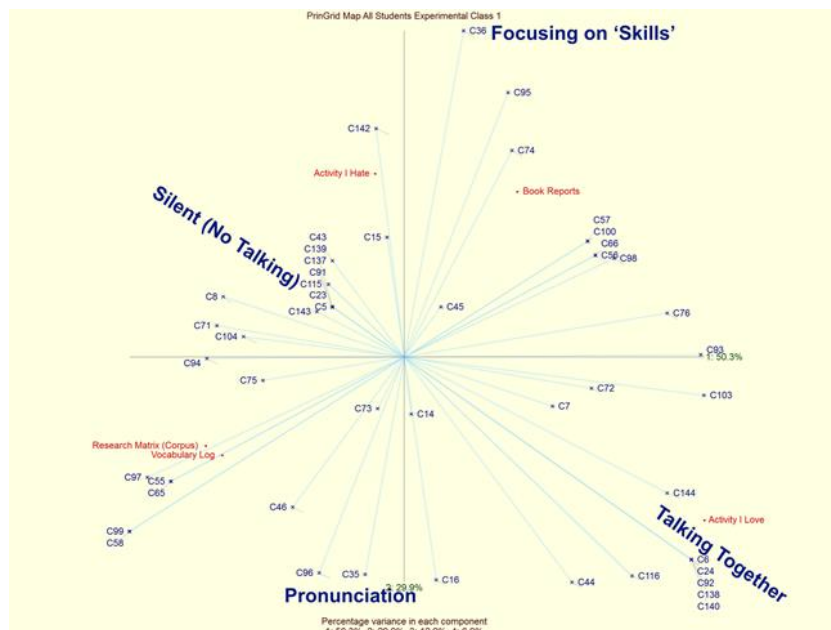 PrinGrid Map All Students Experimental Class 1
C36
Focusing on ‘Skills’
C95
C142
C74
Activity I Hate
Book Reports
Silent (No Talking)
C57
C100
C66
C56
C98
C43
C139
C137
C91
C115
C23
C5
C15
C8
C143
C45
C76
C71
C104
C93
1: 50.3%
C94
C75
C72
C103
C7
C73
C14
Research Matrix (Corpus)
Vocabulary Log
C97
C55
C65
C144
C46
Activity I Love
Talking Together
C99
C58
C6
C24
C92
C138
C140
C96
C35
C16
C44
C116
2: 29.9%
Pronunciation
Percentage variance in each component